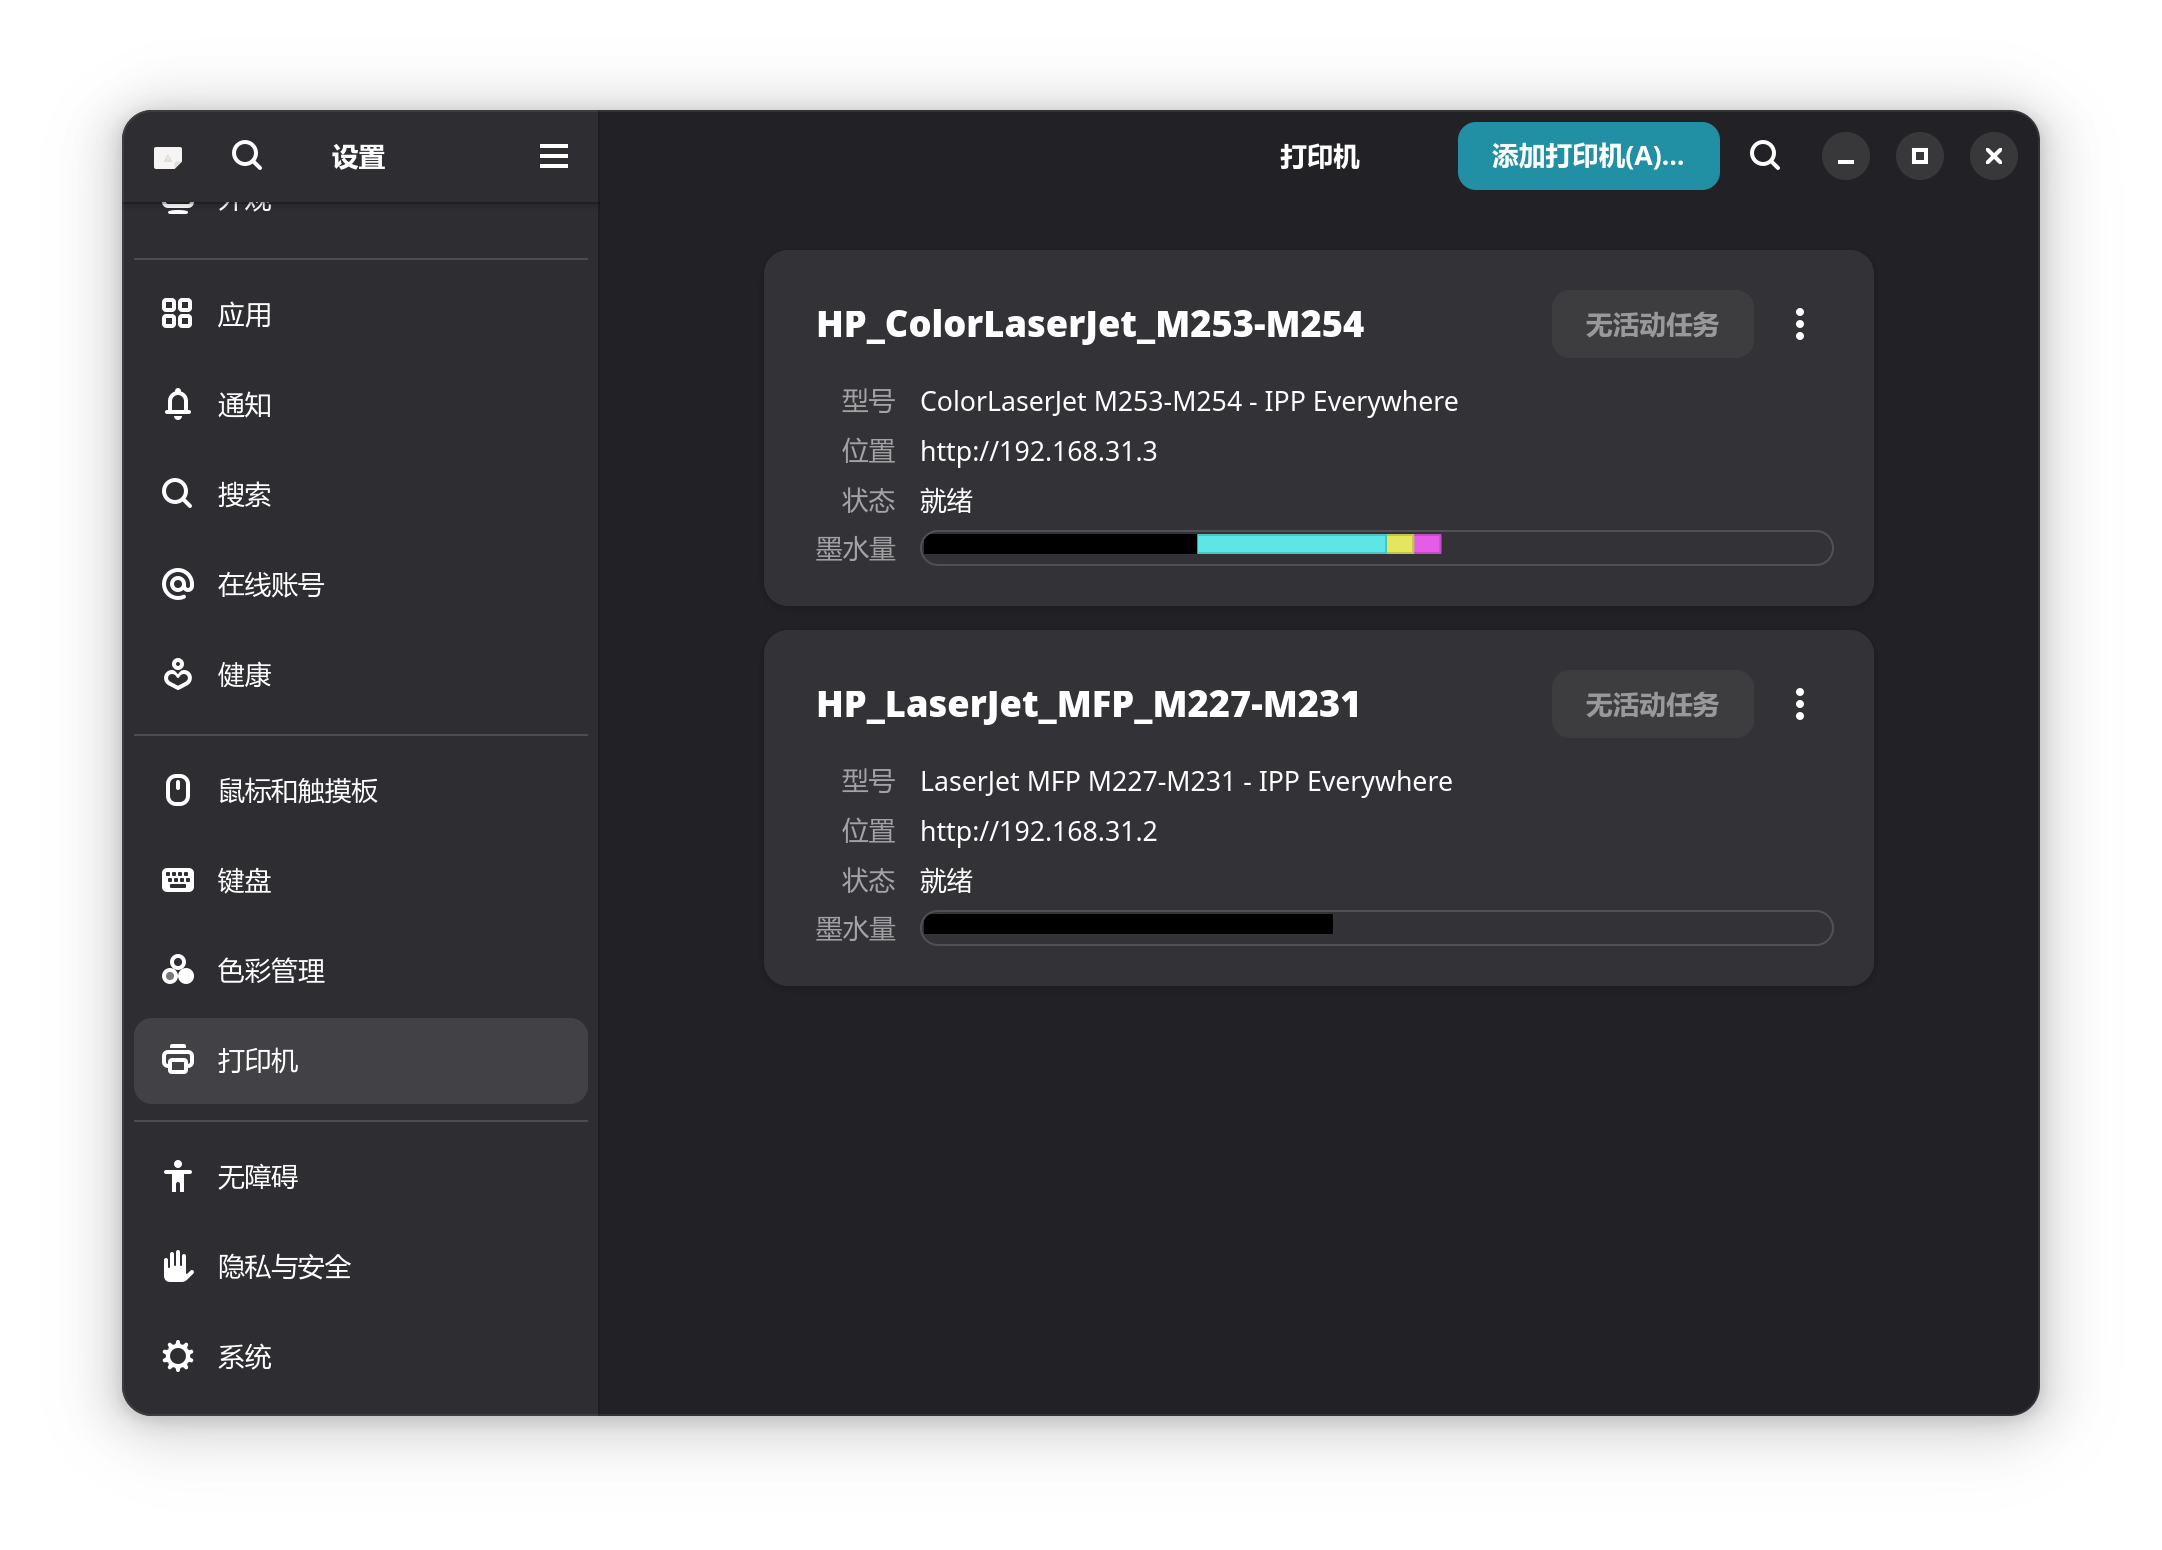 设置
外观
应用
通知
搜索
在线账号
健康
鼠标和触摸板
键盘
色彩管理
打印机
无障碍
隐私与安全
系统
打印机
添加打印机(A)...
HP_ColorLaserJet_M253-M254
无活动任务
型号 ColorLaserJet M253-M254 - IPP Everywhere
位置 http://192.168.31.3
状态 就绪
墨水量
HP_LaserJet_MFP_M227-M231
无活动任务
型号 LaserJet MFP M227-M231 - IPP Everywhere
位置 http://192.168.31.2
状态 就绪
墨水量